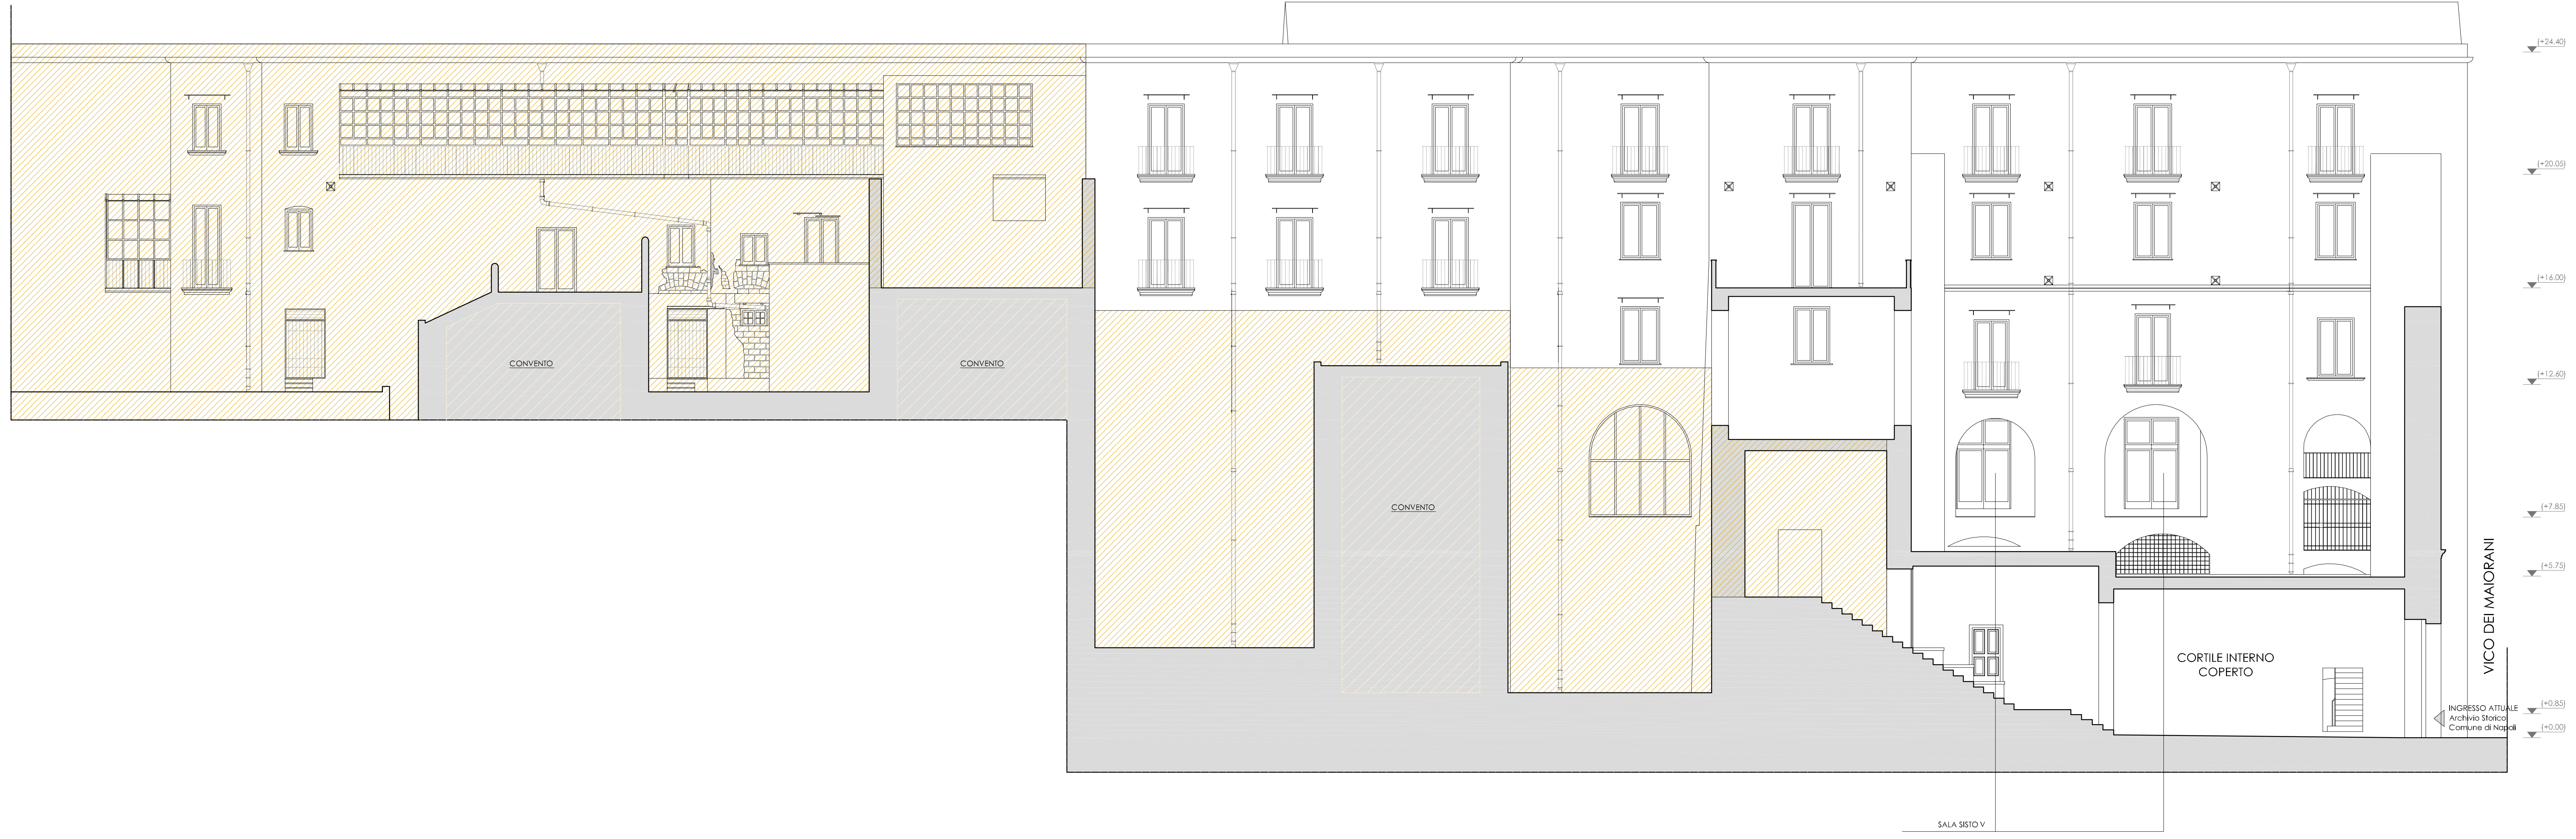 (+24.40)
(+20.05)
(+16.00)
CONVENTO
CONVENTO
(+12.60)
CONVENTO
(+7.85)
(+5.75)
VICO DEI MAIORANI
CORTILE INTERNO
COPERTO
INGRESSO ATTUALE
Archivio Storico
Comune di Napoli
(+0.85)
(+0.00)
SALA SISTO V